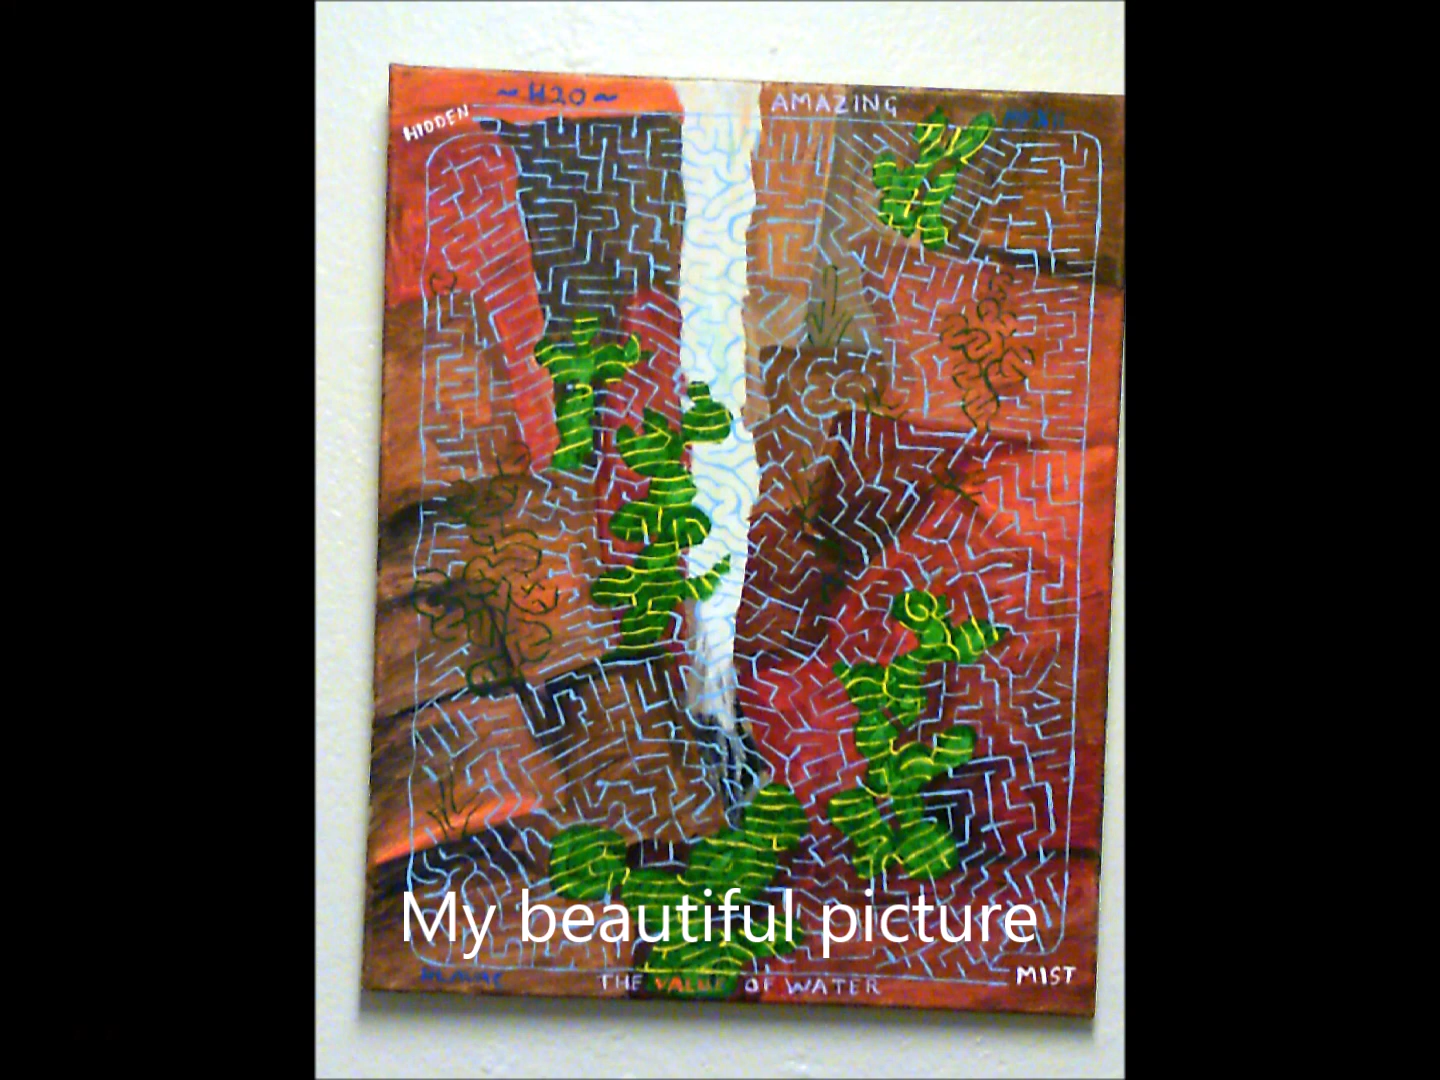 ~ H2O ~
HIDDEN
AMAZING
My beautiful picture
MIST
THE VALUE OF WATER